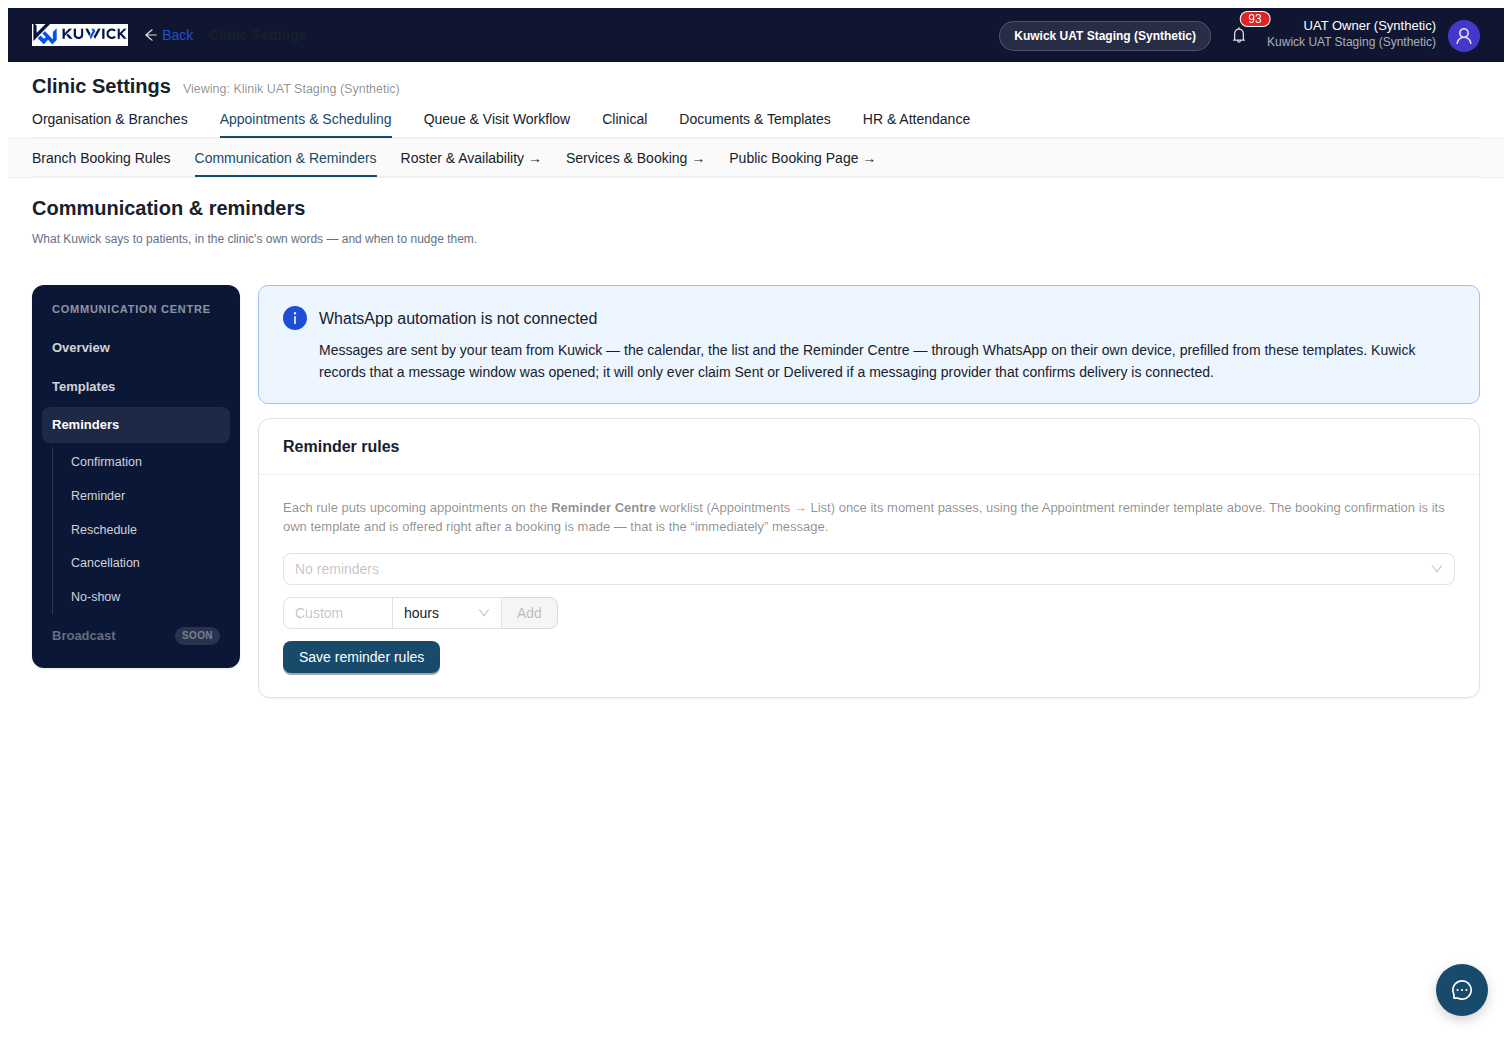 KUWICK
Back
Clinic Settings
Kuwick UAT Staging (Synthetic)
93
UAT Owner (Synthetic)
Kuwick UAT Staging (Synthetic)
Clinic Settings
Viewing: Klinik UAT Staging (Synthetic)
Organisation & Branches
Appointments & Scheduling
Queue & Visit Workflow
Clinical
Documents & Templates
HR & Attendance
Branch Booking Rules
Communication & Reminders
Roster & Availability →
Services & Booking →
Public Booking Page →
Communication & reminders
What Kuwick says to patients, in the clinic's own words — and when to nudge them.
COMMUNICATION CENTRE
Overview
Templates
Reminders
Confirmation
Reminder
Reschedule
Cancellation
No-show
Broadcast
SOON
WhatsApp automation is not connected
Messages are sent by your team from Kuwick — the calendar, the list and the Reminder Centre — through WhatsApp on their own device, prefilled from these templates. Kuwick
records that a message window was opened; it will only ever claim Sent or Delivered if a messaging provider that confirms delivery is connected.
Reminder rules
Each rule puts upcoming appointments on the Reminder Centre worklist (Appointments → List) once its moment passes, using the Appointment reminder template above. The booking confirmation is its
own template and is offered right after a booking is made — that is the “immediately” message.
No reminders
Custom
hours
Add
Save reminder rules